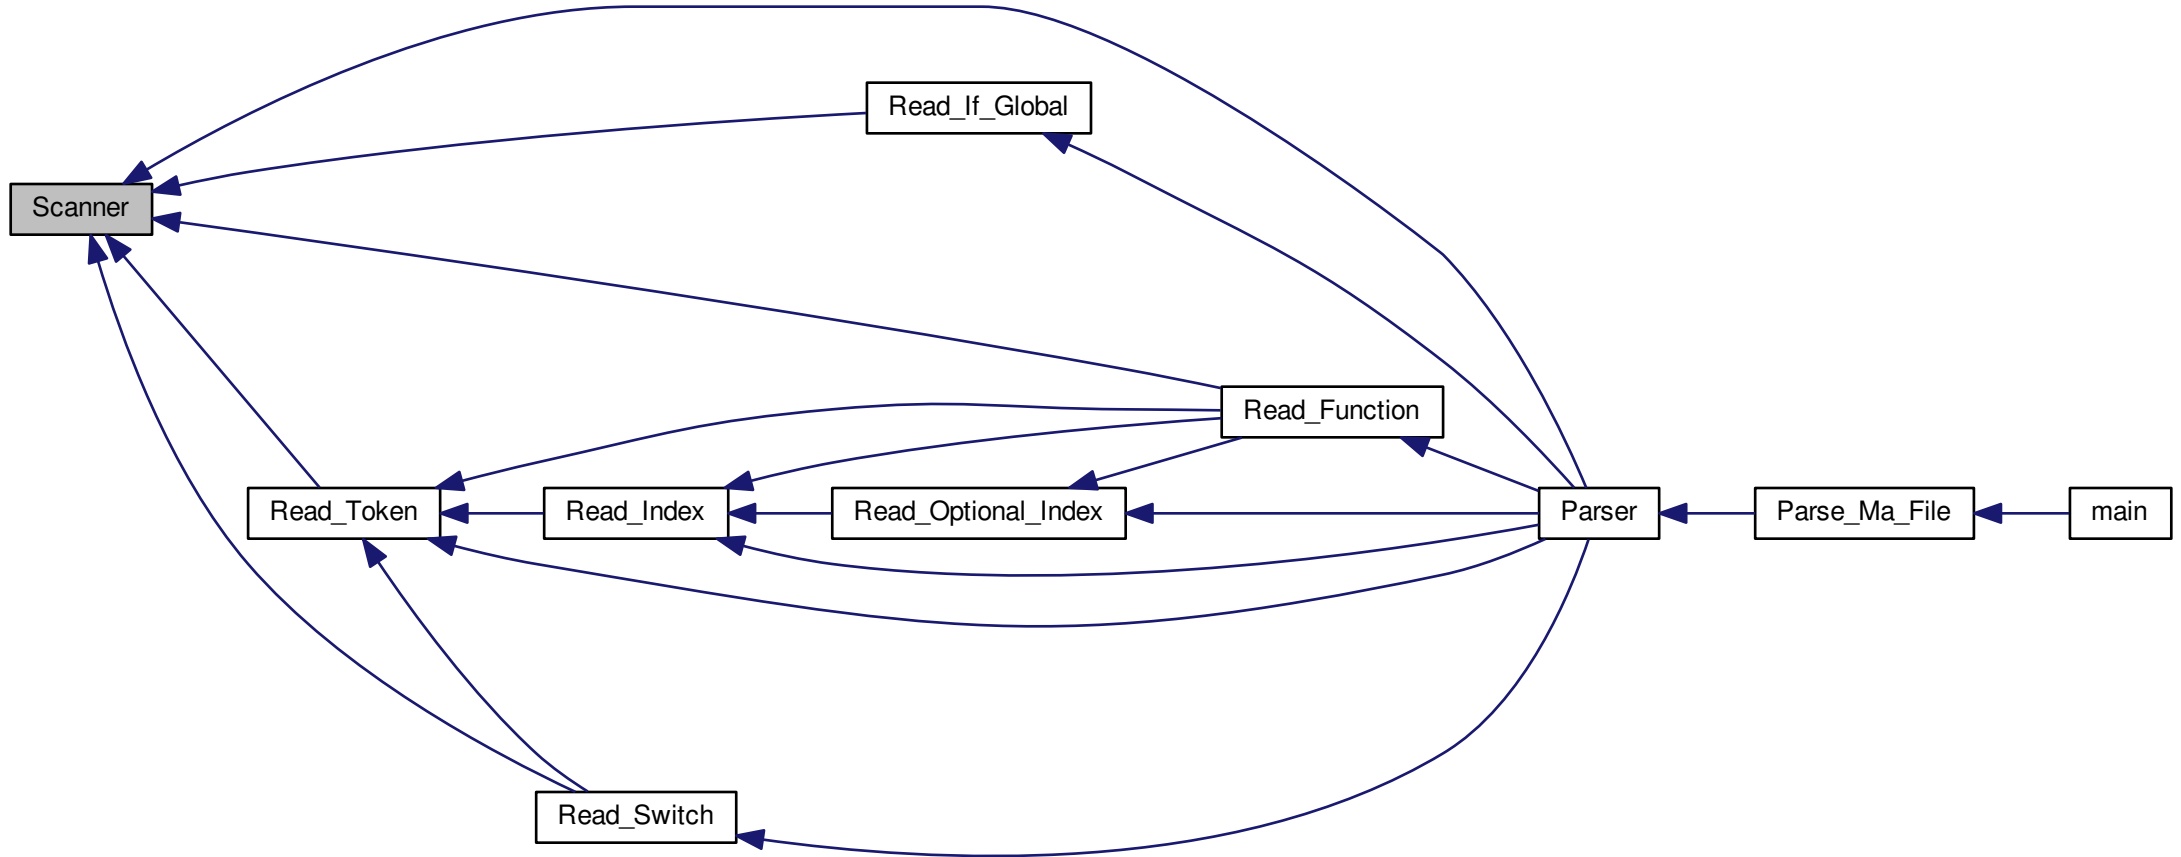 Read_If_Global
Scanner
Read_Function
Read_Token
Read_Index
Read_Optional_Index
Parser
Parse_Ma_File
main
Read_Switch